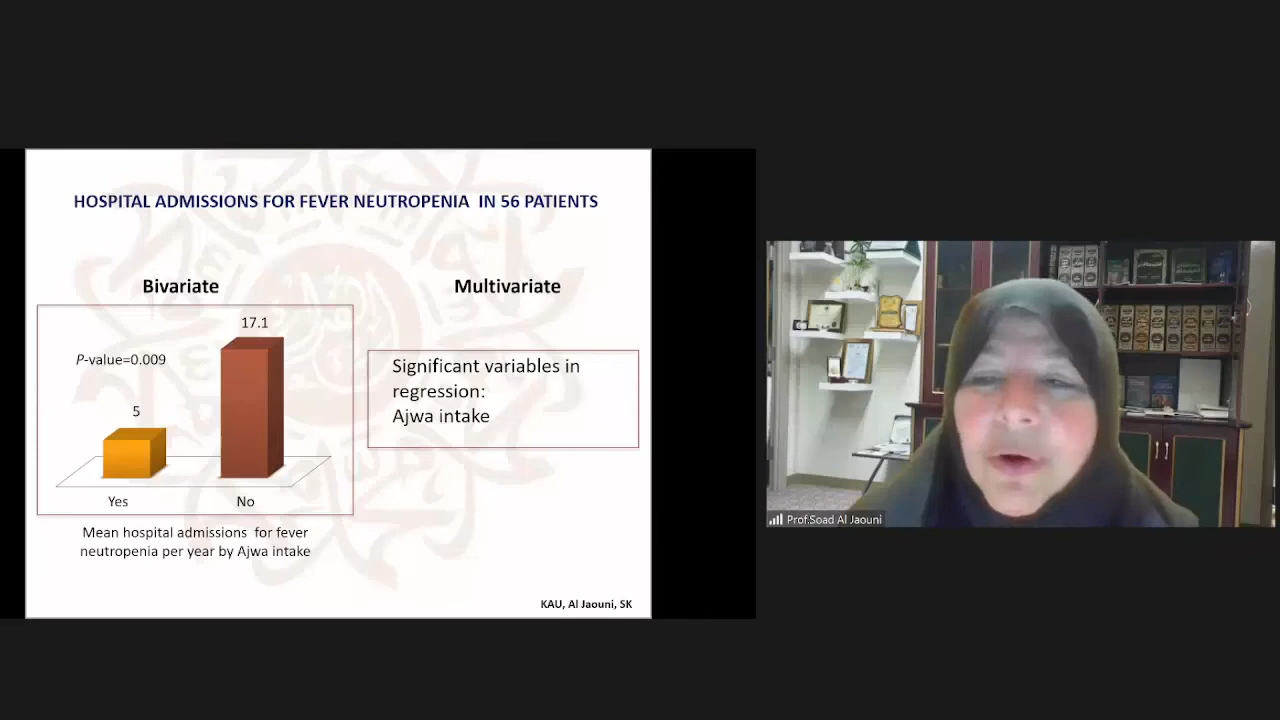 HOSPITAL ADMISSIONS FOR FEVER NEUTROPENIA IN 56 PATIENTS
Bivariate
Multivariate
17.1
P-value=0.009
5
Yes
No
Mean hospital admissions for fever
neutropenia per year by Ajwa intake
Significant variables in
regression:
Ajwa intake
KAU, Al Jaouni, SK
Prof.Soad Al Jaouni